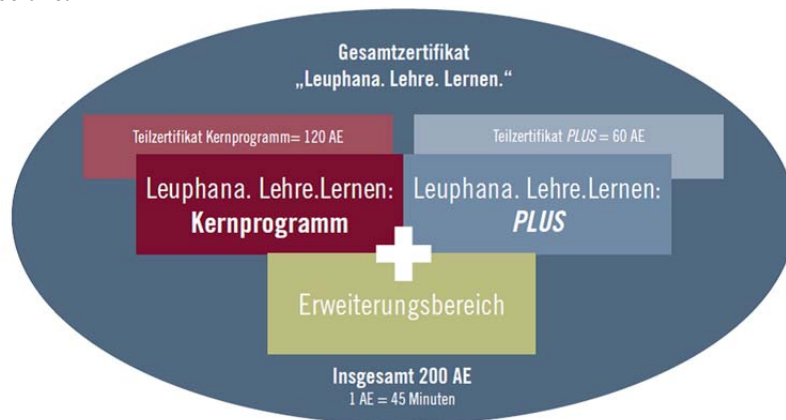 Gesamtzertifikat
„Leuphana. Lehre. Lernen.“
Teilzertifikat Kernprogramm= 120 AE
Teilzertifikat PLUS = 60 AE
Leuphana. Lehre.Lernen:
Kernprogramm
Leuphana. Lehre.Lernen:
PLUS
Erweiterungsbereich
Insgesamt 200 AE
1 AE = 45 Minuten